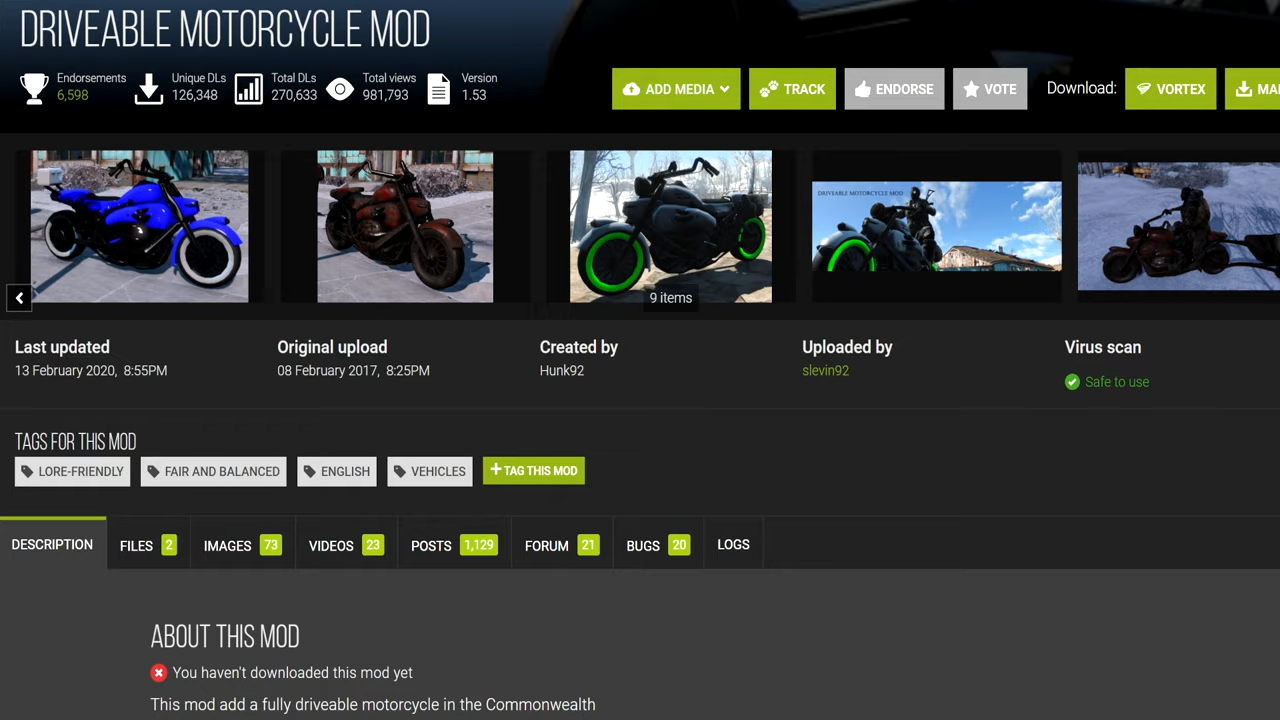 DRIVEABLE MOTORCYCLE MOD
Endorsements
6,598
Unique DLs
126,348
Total DLs
270,633
Total views
981,793
Version
1.53
ADD MEDIA
TRACK
ENDORSE
VOTE
Download:
VORTEX
MA
DRIVEABLE MOTORCYCLE MOD
9 items
Last updated
13 February 2020, 8:55PM
Original upload
08 February 2017, 8:25PM
Created by
Hunk92
Uploaded by
slevin92
Virus scan
Safe to use
TAGS FOR THIS MOD
LORE-FRIENDLY
FAIR AND BALANCED
ENGLISH
VEHICLES
+ TAG THIS MOD
DESCRIPTION
FILES 2
IMAGES 73
VIDEOS 23
POSTS 1,129
FORUM 21
BUGS 20
LOGS
ABOUT THIS MOD
You haven't downloaded this mod yet
This mod add a fully driveable motorcycle in the Commonwealth